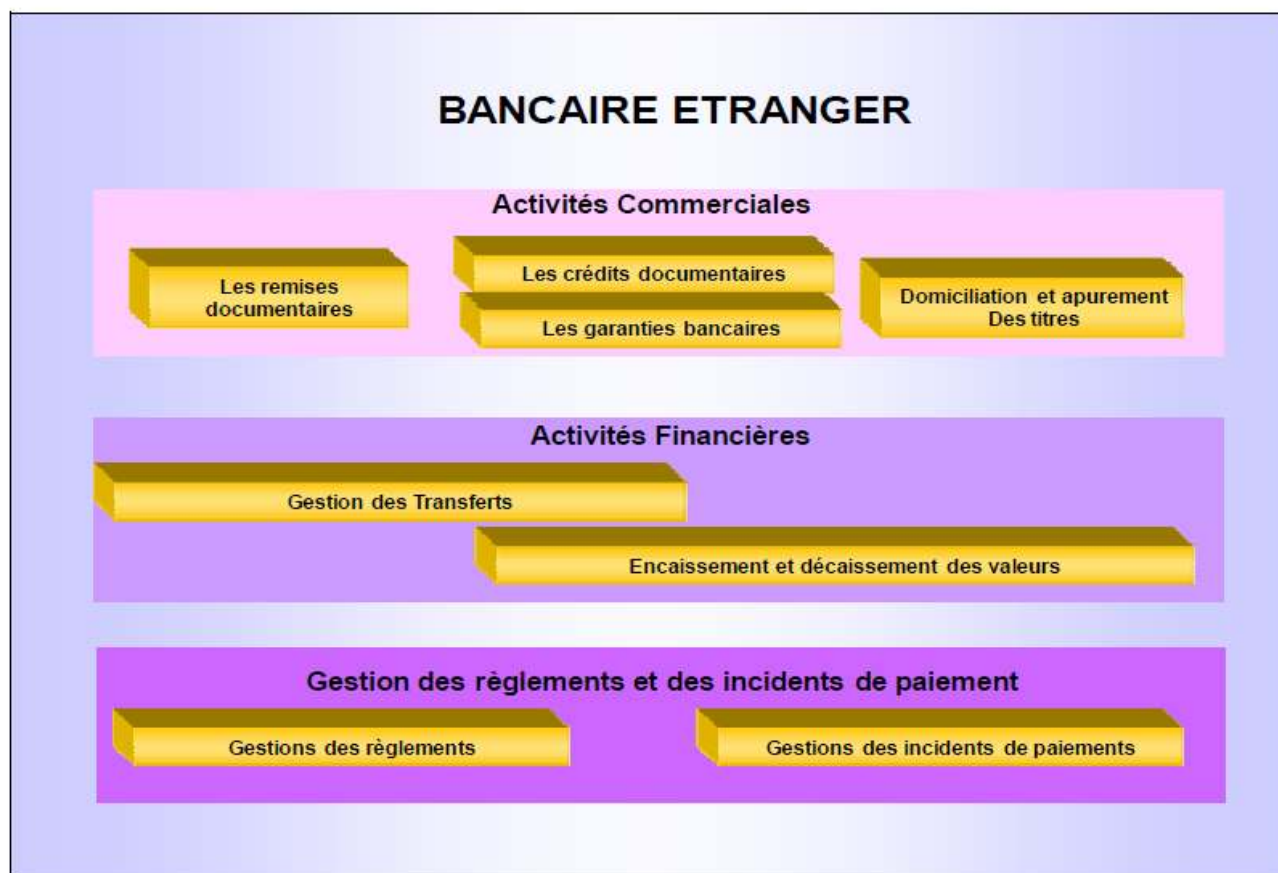 BANCAIRE ETRANGER
Activités Commerciales
Les remises
documentaires
Les crédits documentaires
Les garanties bancaires
Domiciliation et apurement
Des titres
Activités Financières
Gestion des Transferts
Encaissement et décaissement des valeurs
Gestion des règlements et des incidents de paiement
Gestions des règlements
Gestions des incidents de paiements